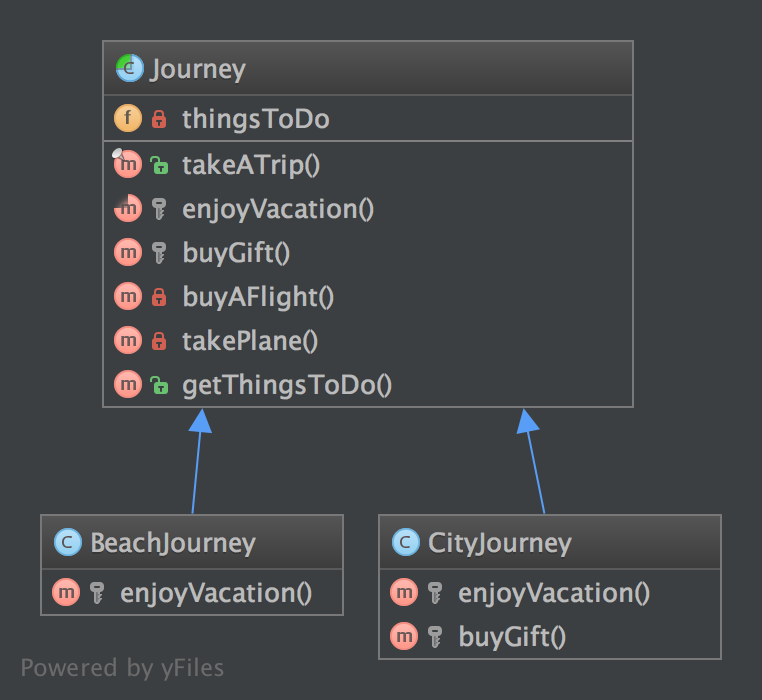 Journey
thingsToDo
takeATrip()
enjoyVacation()
buyGift()
buyAFlight()
takePlane()
getThingsToDo()
BeachJourney
enjoyVacation()
CityJourney
enjoyVacation()
buyGift()
Powered by yFiles